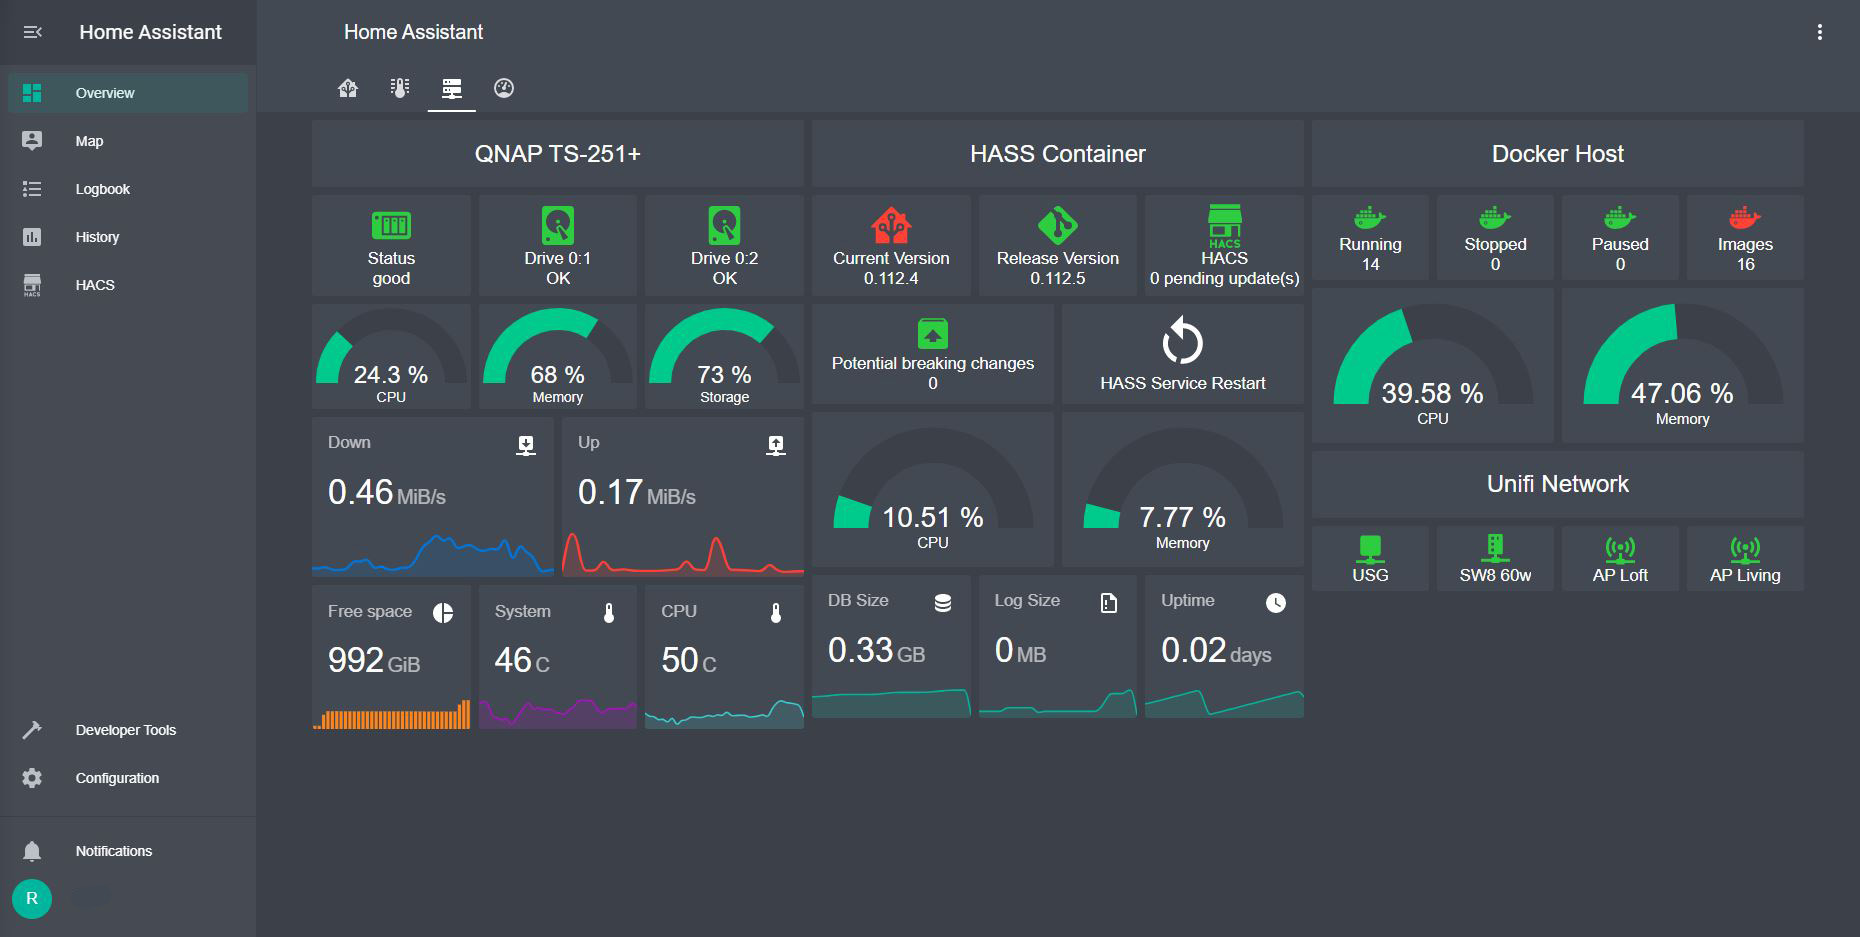 Home Assistant
Overview
Map
Logbook
History
HACS
HACS
Developer Tools
Configuration
Notifications
R
Home Assistant
QNAP TS-251+
Status
good
Drive 0:1
OK
Drive 0:2
OK
24.3 %
CPU
68 %
Memory
73 %
Storage
Down
0.46 MiB/s
Up
0.17 MiB/s
Free space
992 GiB
System
46 C
CPU
50 C
HASS Container
Current Version
0.112.4
Release Version
0.112.5
HACS
HACS
0 pending update(s)
Potential breaking changes
0
HASS Service Restart
10.51 %
CPU
7.77 %
Memory
DB Size
0.33 GB
Log Size
0 MB
Uptime
0.02 days
Docker Host
Running
14
Stopped
0
Paused
0
Images
16
39.58 %
CPU
47.06 %
Memory
Unifi Network
USG
SW8 60w
AP Loft
AP Living